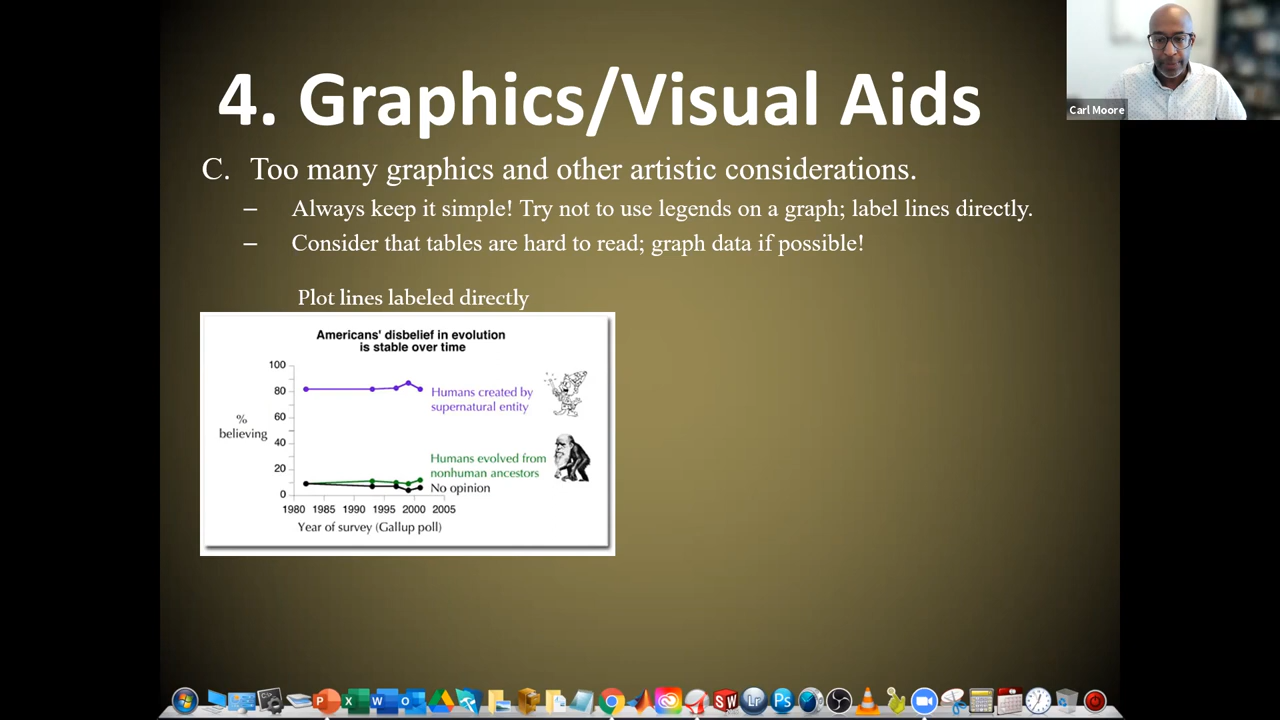 4. Graphics/Visual Aids
Carl Moore
C. Too many graphics and other artistic considerations.
– Always keep it simple! Try not to use legends on a graph; label lines directly.
– Consider that tables are hard to read; graph data if possible!
Plot lines labeled directly
Americans' disbelief in evolution
is stable over time
100
80
60
40
20
0
%
believing
Humans created by
supernatural entity
Humans evolved from
nonhuman ancestors
No opinion
1980 1985 1990 1995 2000 2005
Year of survey (Gallup poll)
P X W O SW Lr Ps